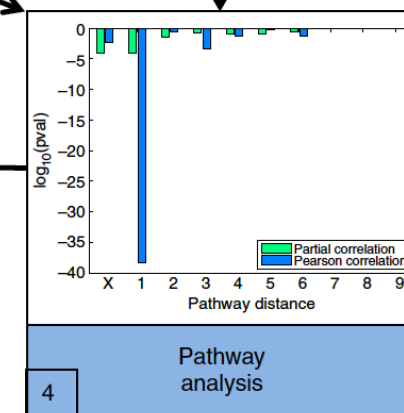 0
−5
−10
−15
−20
−25
−30
−35
−40
log10(pval)
Partial correlation
Pearson correlation
X 1 2 3 4 5 6 7 8 9
Pathway distance
Pathway
analysis
4